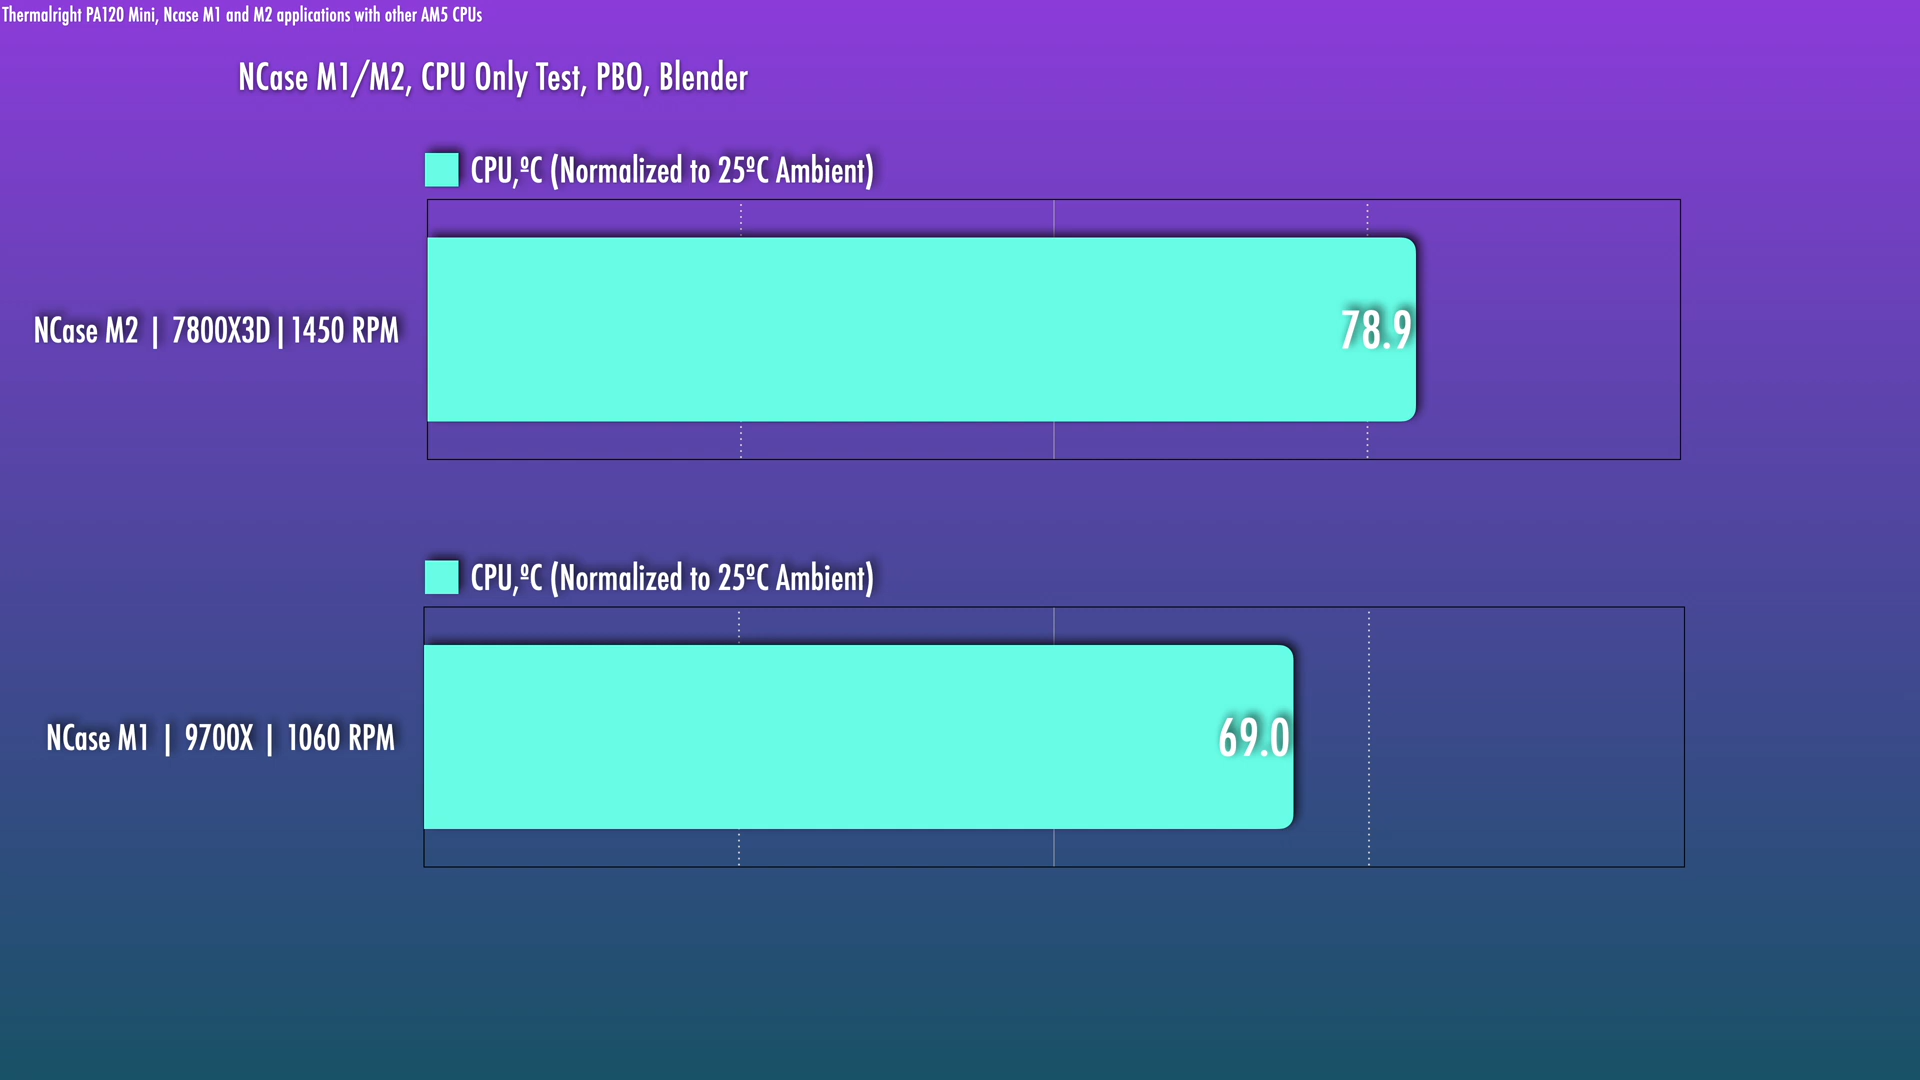 Thermalright PA120 Mini, Ncase M1 and M2 applications with other AM5 CPUs
NCase M1/M2, CPU Only Test, PBO, Blender
CPU,ºC (Normalized to 25ºC Ambient)
NCase M2 | 7800X3D|1450 RPM
78.9
CPU,ºC (Normalized to 25ºC Ambient)
NCase M1 | 9700X | 1060 RPM
69.0